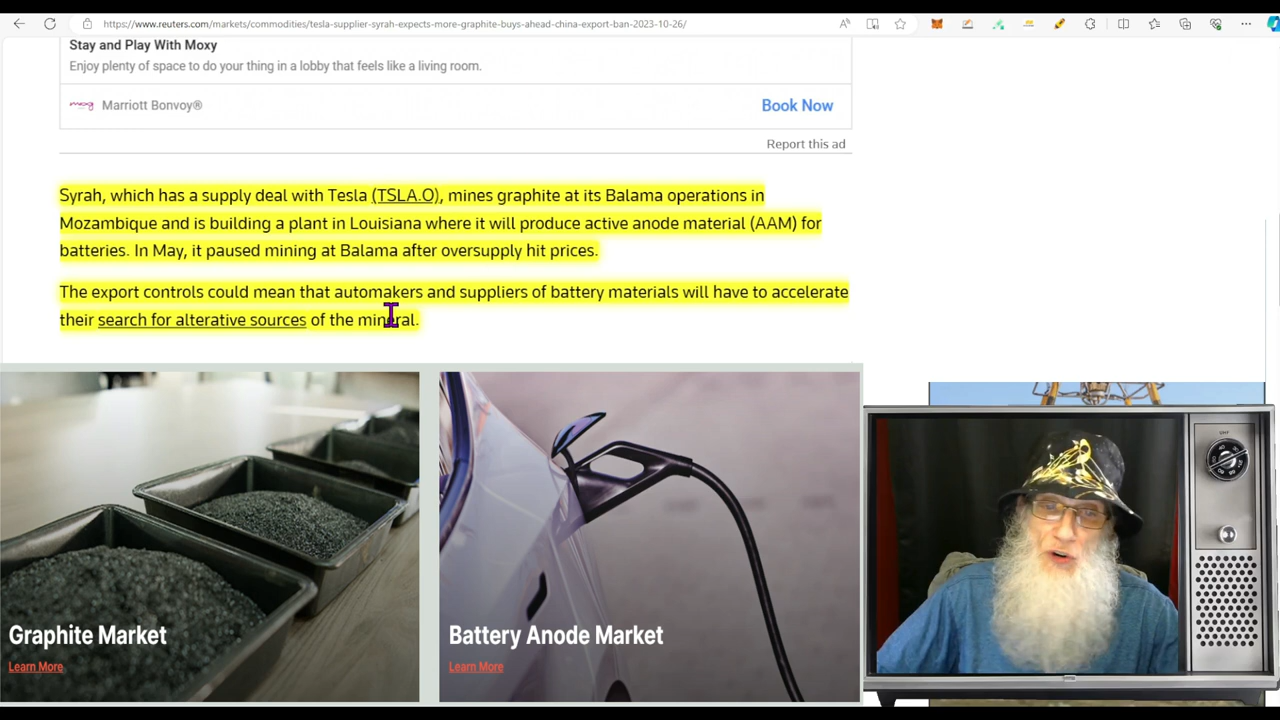 https://www.reuters.com/markets/commodities/tesla-supplier-syrah-expects-more-graphite-buys-ahead-china-export-ban-2023-10-26/
Stay and Play With Moxy
Enjoy plenty of space to do your thing in a lobby that feels like a living room.
Marriott Bonvoy®
Book Now
Report this ad
Syrah, which has a supply deal with Tesla (TSLA.O), mines graphite at its Balama operations in
Mozambique and is building a plant in Louisiana where it will produce active anode material (AAM) for
batteries. In May, it paused mining at Balama after oversupply hit prices.
The export controls could mean that automakers and suppliers of battery materials will have to accelerate
their search for alterative sources of the mineral.
Graphite Market
Learn More
Battery Anode Market
Learn More